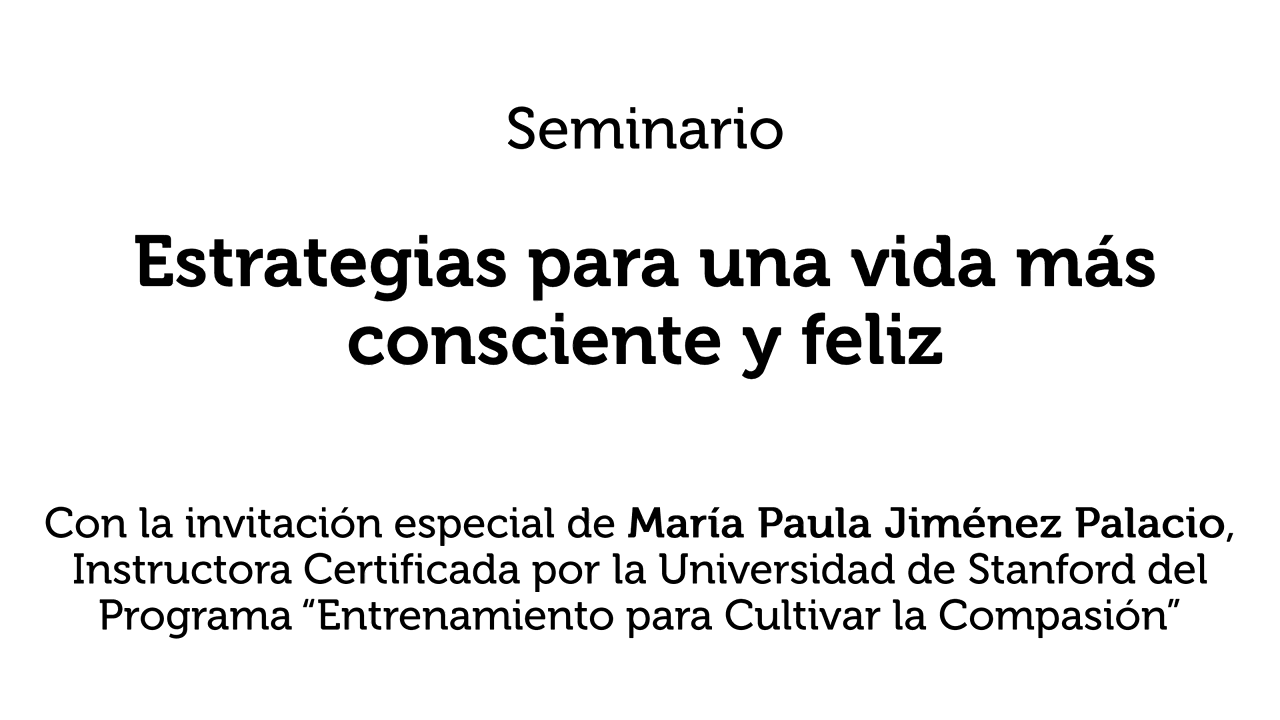 Seminario
Estrategias para una vida más
consciente y feliz
Con la invitación especial de María Paula Jiménez Palacio,
Instructora Certificada por la Universidad de Stanford del
Programa “Entrenamiento para Cultivar la Compasión”